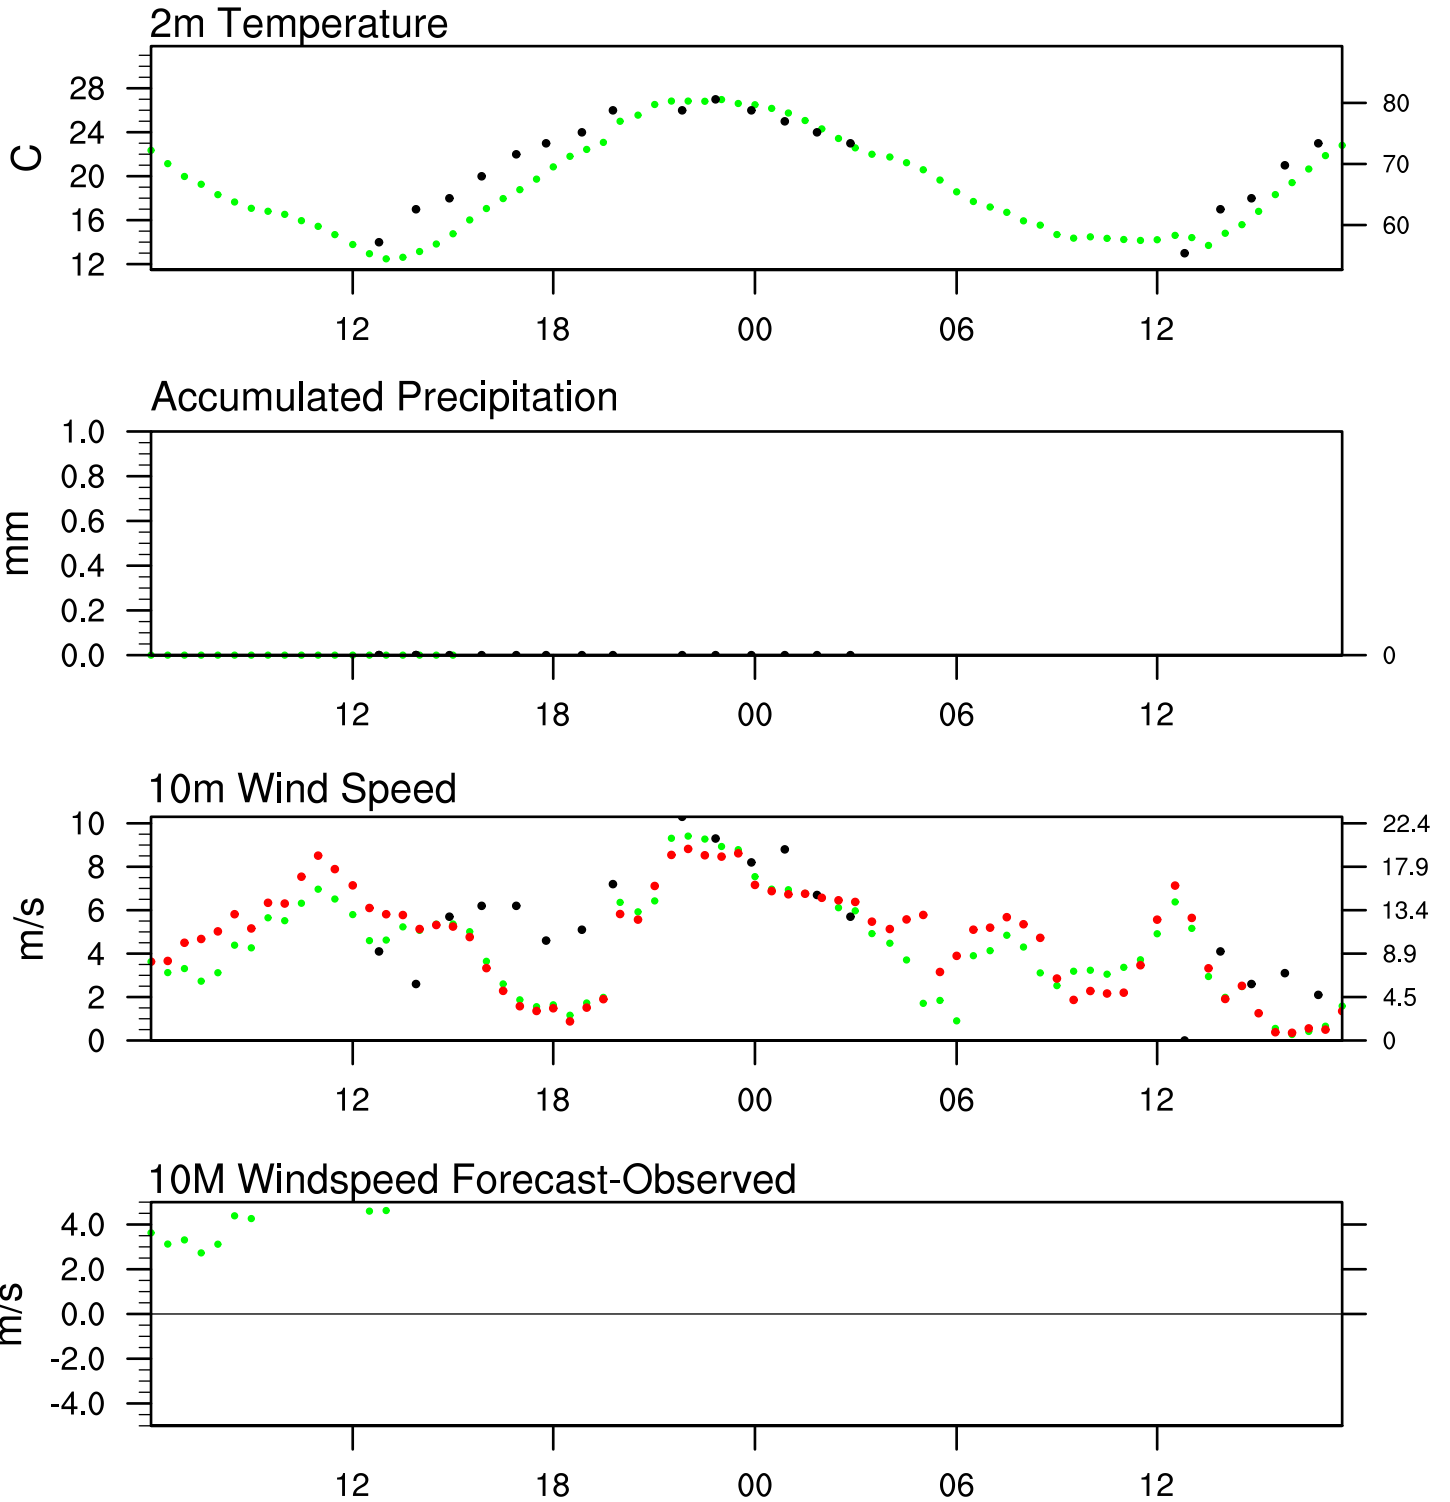 2m Temperature
28
24
20
16
12
C
80
70
60
12 18 00 06 12
Accumulated Precipitation
1.0
0.8
0.6
0.4
0.2
0.0
mm
0
12 18 00 06 12
10m Wind Speed
10
8
6
4
2
0
m/s
22.4
17.9
13.4
8.9
4.5
0
12 18 00 06 12
10M Windspeed Forecast-Observed
4.0
2.0
0.0
-2.0
-4.0
m/s
12 18 00 06 12